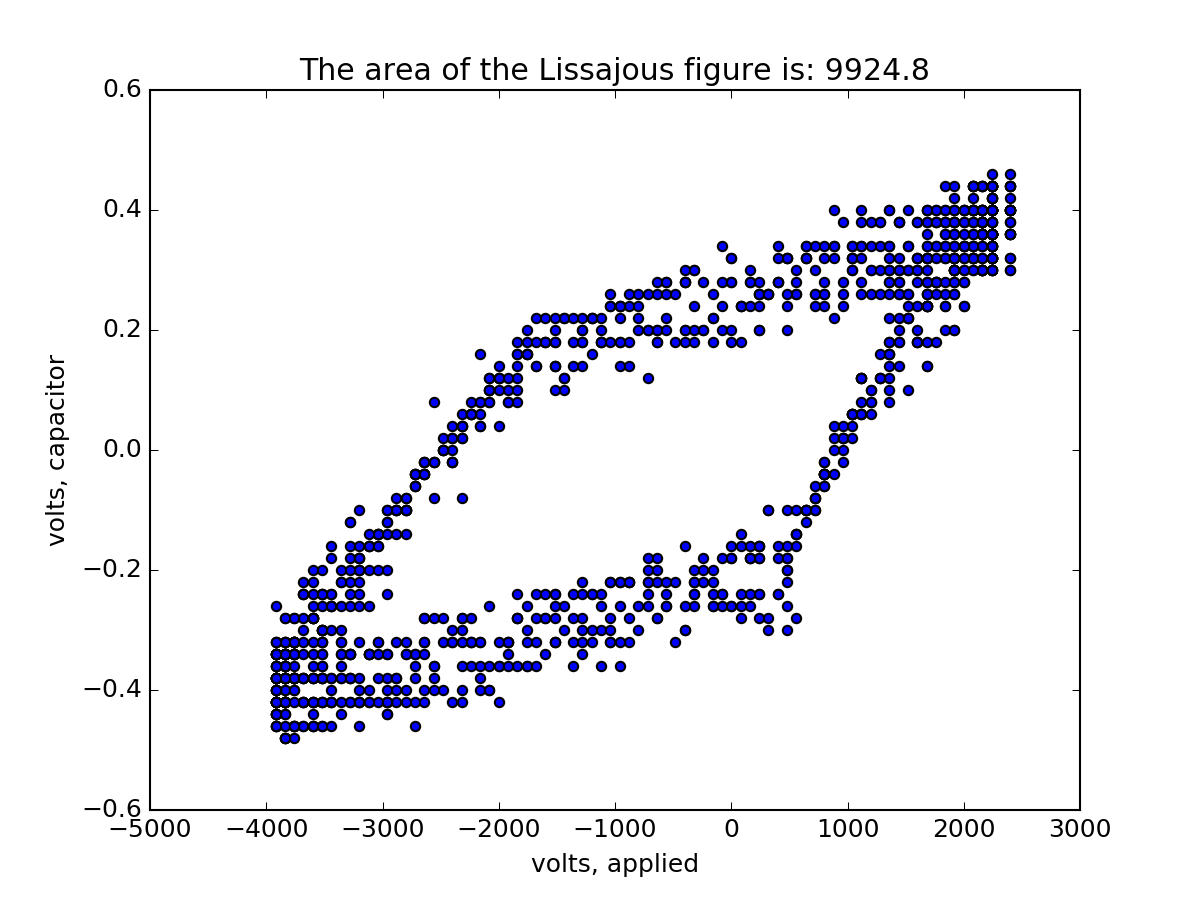 The area of the Lissajous figure is: 9924.8
0.6
0.4
0.2
0.0
−0.2
−0.4
−0.6
volts, capacitor
−5000 −4000 −3000 −2000 −1000 0 1000 2000 3000
volts, applied